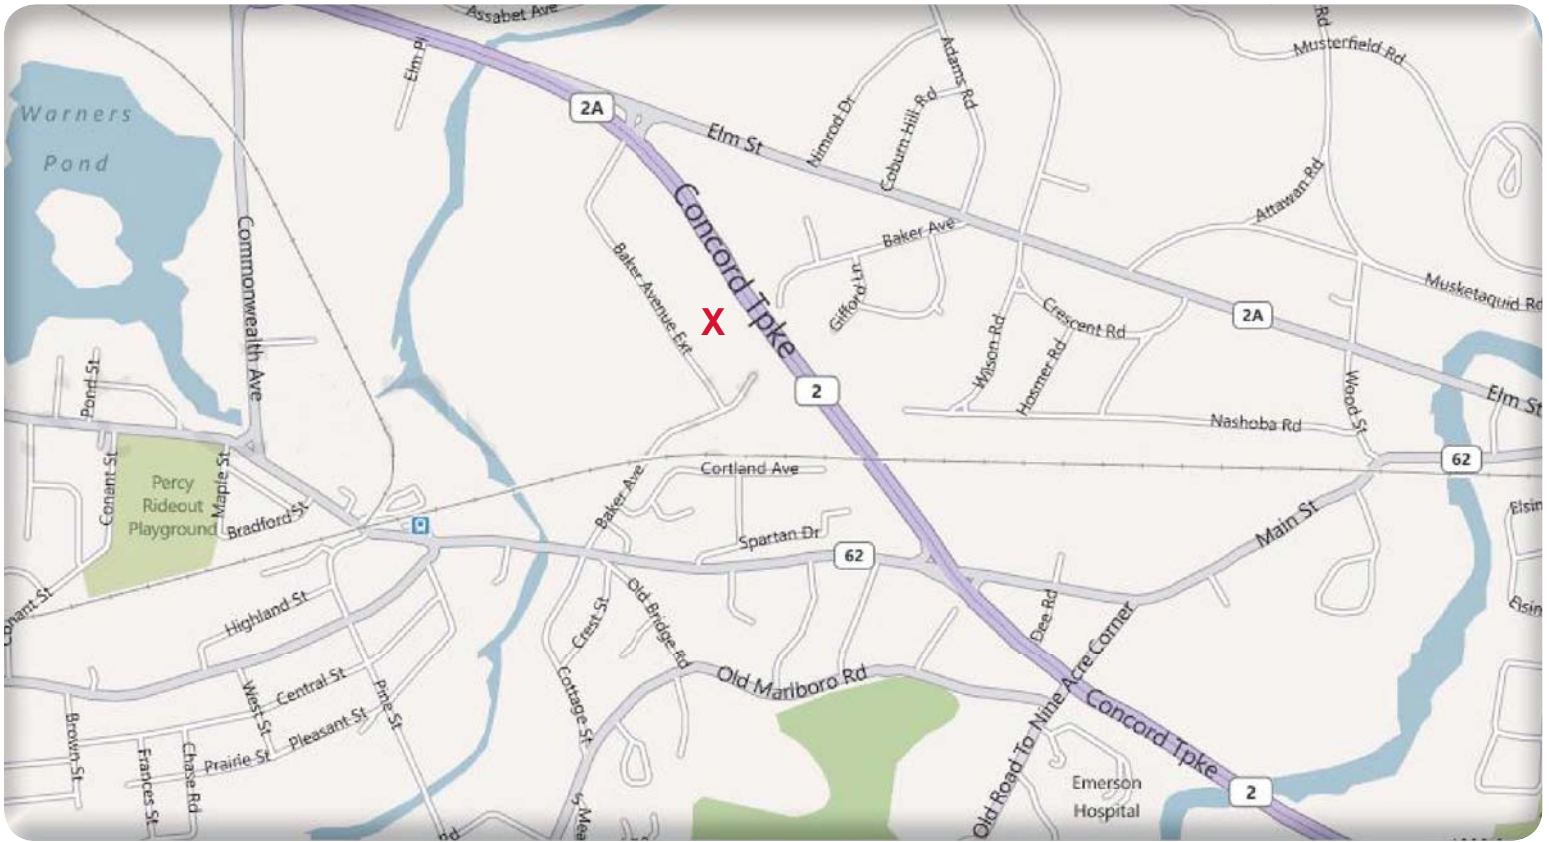 Assabet Ave
Elm Pl
Rd
Musterfield Rd
Adams Rd
Warners
Pond
2A
Elm St
Nimrod Dr
Coburn Hill Rd
Attawan Rd
Concord Tpke
Commonwealth Ave
Baker Ave
Baker Avenue Ext
Gifford Ln
X
Musketaquid Rd
2A
Crescent Rd
Wilson Rd
Hosmer Rd
Pond St
2
Wood St
Elm St
Nashoba Rd
Conant St
Maple St
Percy
Rideout
Playground
Bradford St
Cortland Ave
Baker Ave
62
Main St
Spartan Dr
62
Conant St
Highland St
Crest St
Old Bridge Rd
Dee Rd
Old Road To Nine Acre Corner
Old Marlboro Rd
Central St
West St
Pine St
Cottage St
Concord Tpke
Brown St
Frances St
Chase Rd
Prairie St
Pleasant St
Emerson
Hospital
2
S Mea
Rd